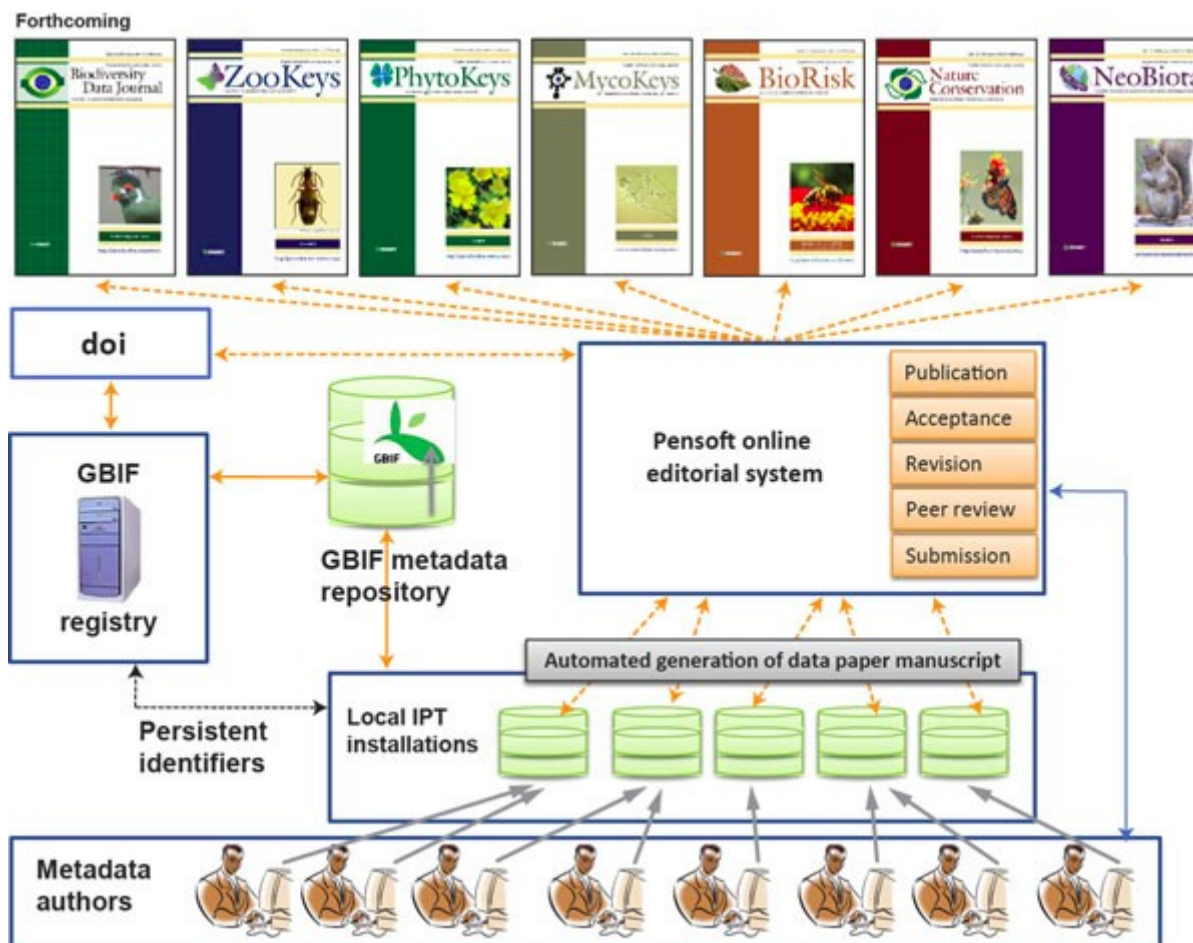 Forthcoming
Biodiversity
Data Journal
ZooKeys
PhytoKeys
MycoKeys
BioRisk
Nature
Conservation
NeoBiota
doi
GBIF
registry
GBIF
GBIF metadata
repository
Pensoft online
editorial system
Publication
Acceptance
Revision
Peer review
Submission
Automated generation of data paper manuscript
Persistent
identifiers
Local IPT
installations
Metadata
authors